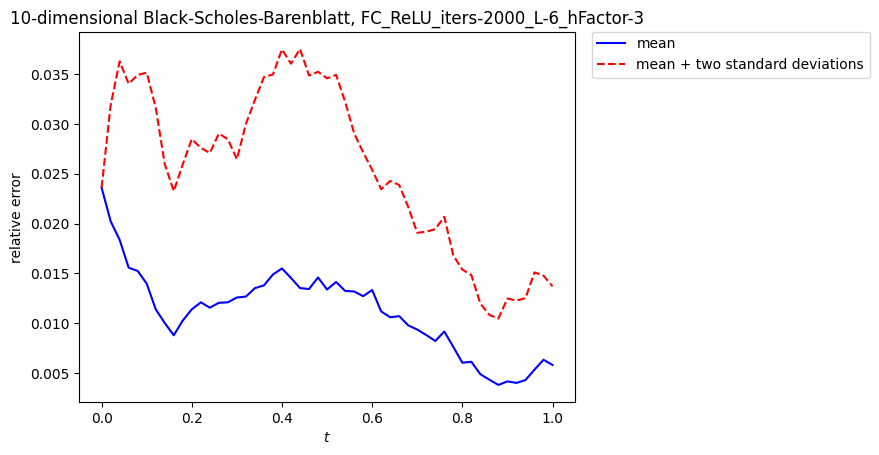 10-dimensional Black-Scholes-Barenblatt, FC_ReLU_iters-2000_L-6_hFactor-3
mean
mean + two standard deviations
relative error
0.035
0.030
0.025
0.020
0.015
0.010
0.005
0.0 0.2 0.4 0.6 0.8 1.0
t